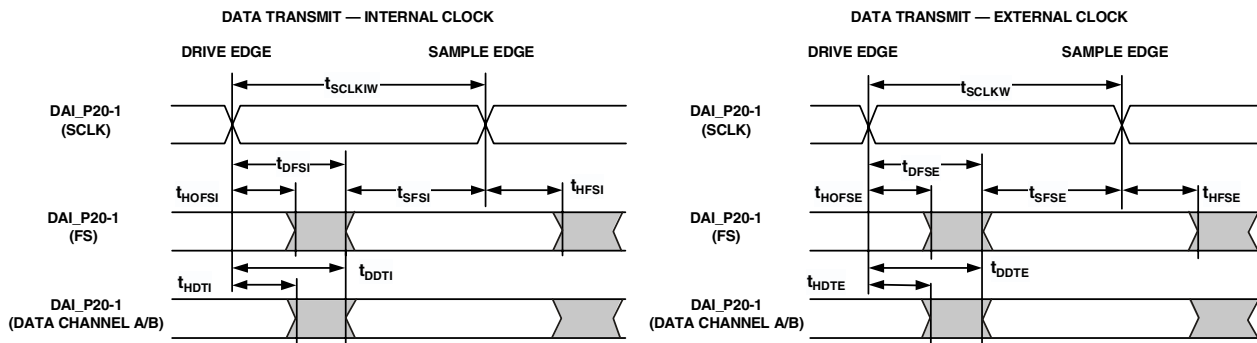 DATA TRANSMIT — INTERNAL CLOCK
DRIVE EDGE
SAMPLE EDGE
tSCLKIW
DAI_P20-1
(SCLK)
tDFSI
tHOFSI
tSFSI
tHFSI
DAI_P20-1
(FS)
tDDTI
tHDTI
DAI_P20-1
(DATA CHANNEL A/B)
DATA TRANSMIT — EXTERNAL CLOCK
DRIVE EDGE
SAMPLE EDGE
tSCLKW
DAI_P20-1
(SCLK)
tDFSE
tHOFSE
tSFSE
tHFSE
DAI_P20-1
(FS)
tDDTE
tHDTE
DAI_P20-1
(DATA CHANNEL A/B)